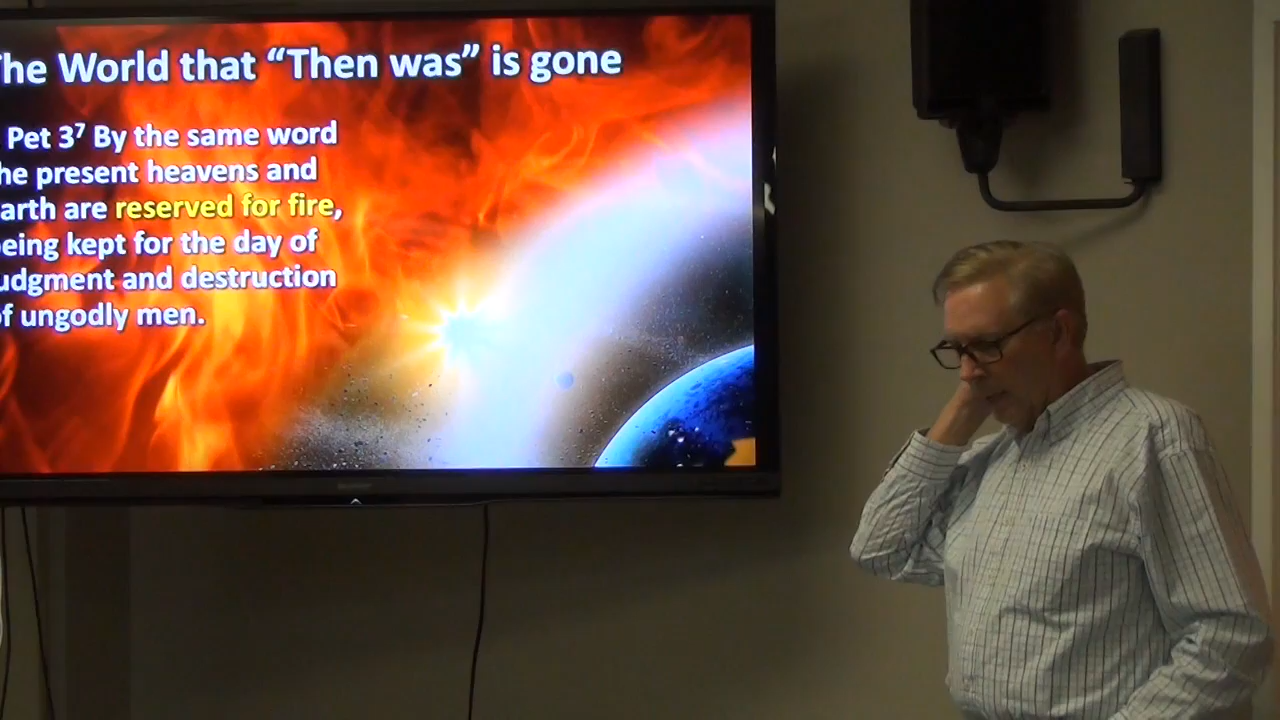 he World that “Then was” is gone
Pet 3⁷ By the same word
he present heavens and
arth are reserved for fire,
eing kept for the day of
udgment and destruction
of ungodly men.